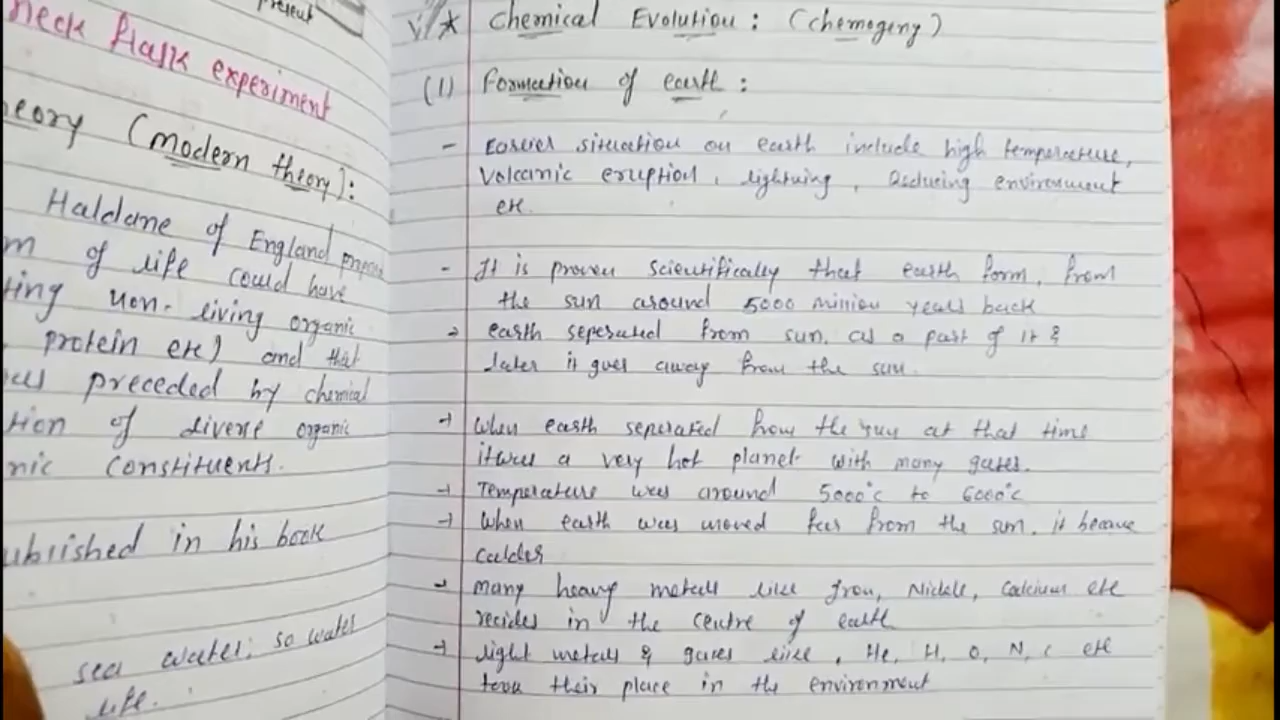 present
neck flask experiment
eory (modern theory):
Haldane of England propos
m of life could have
ting non-living organic
protein etc) and that
preceded by chemical
tion of diverse organic
nic constituents.
ublished in his book
sea water; so water
life.
v/* Chemical Evolution: (chemogeny)
(1) Formation of earth:
- Earlier situation on earth include high temperature,
volcanic eruption, lightning, Reducing environment
etc.
- It is proven scientifically that earth form, from
the sun around 5000 million years back
→ earth seperated from sun. as a part of it &
later it goes away from the sun.
→ When earth seperated from the sun at that time
it was a very hot planet with many gases.
→ Temperature was around 5000°c to 6000°c
→ When earth was moved far from the sun. it became
colder
→ many heavy metals like Iron, Nickle, calcium etc
recides in the centre of earth
→ light metals & gases like, He, H, O, N, C etc
took their place in the environment